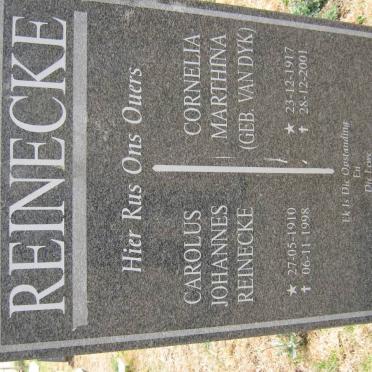 REINECKE
Hier Rus Ons Ouers
CAROLUS
JOHANNES
REINECKE
★ 27-05-1910
✝ 06-11-1998
CORNELIA
MARTHINA
(GEB. VAN DYK)
★ 23-12-1917
✝ 28-12-2001
Ek Is Die Opstanding
En
Die Lewe